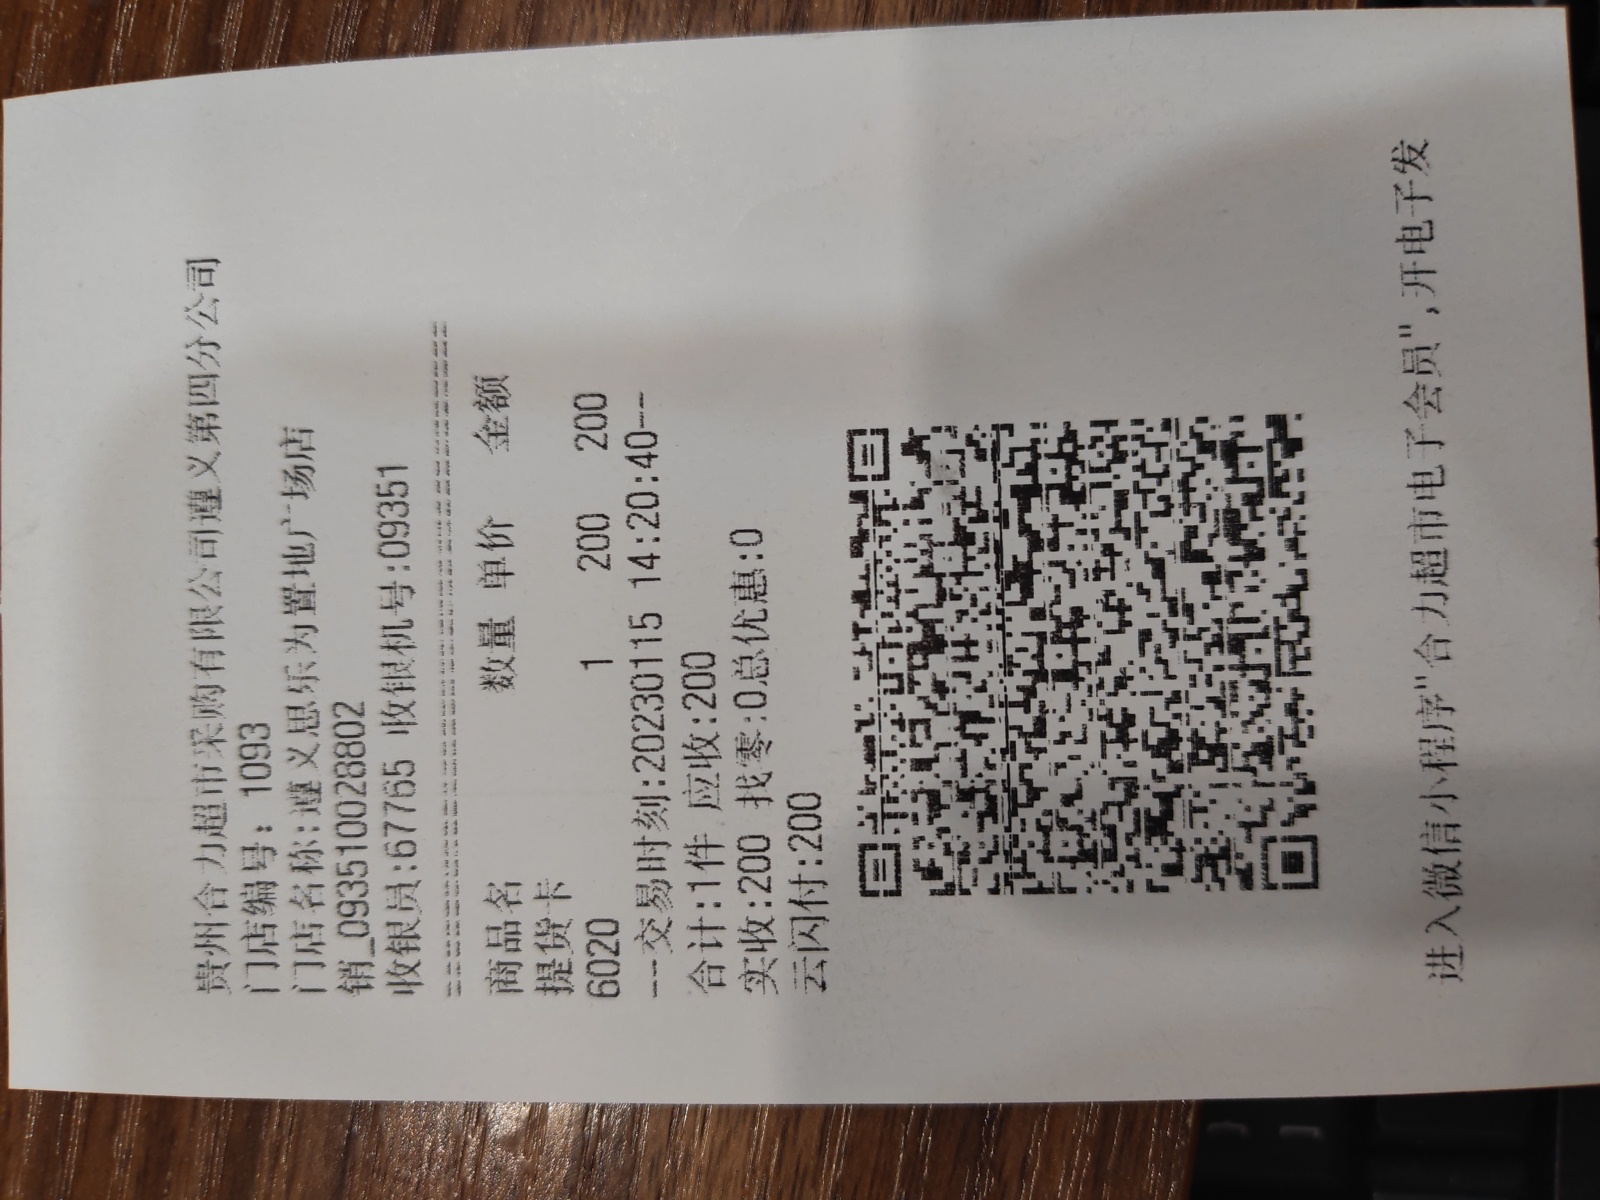 贵州合力超市采购有限公司遵义第四分公司
门店编号: 1093
门店名称:遵义思乐为置地广场店
销_093510028802
收银员:67765 收银机号:09351
========================================
商品名 数量 单价 金额
提货卡
6020 1 200 200
--交易时刻:20230115 14:20:40--
合计:1件 应收:200
实收:200 找零:0总优惠:0
云闪付:200
进入微信小程序"合力超市电子会员",开电子发